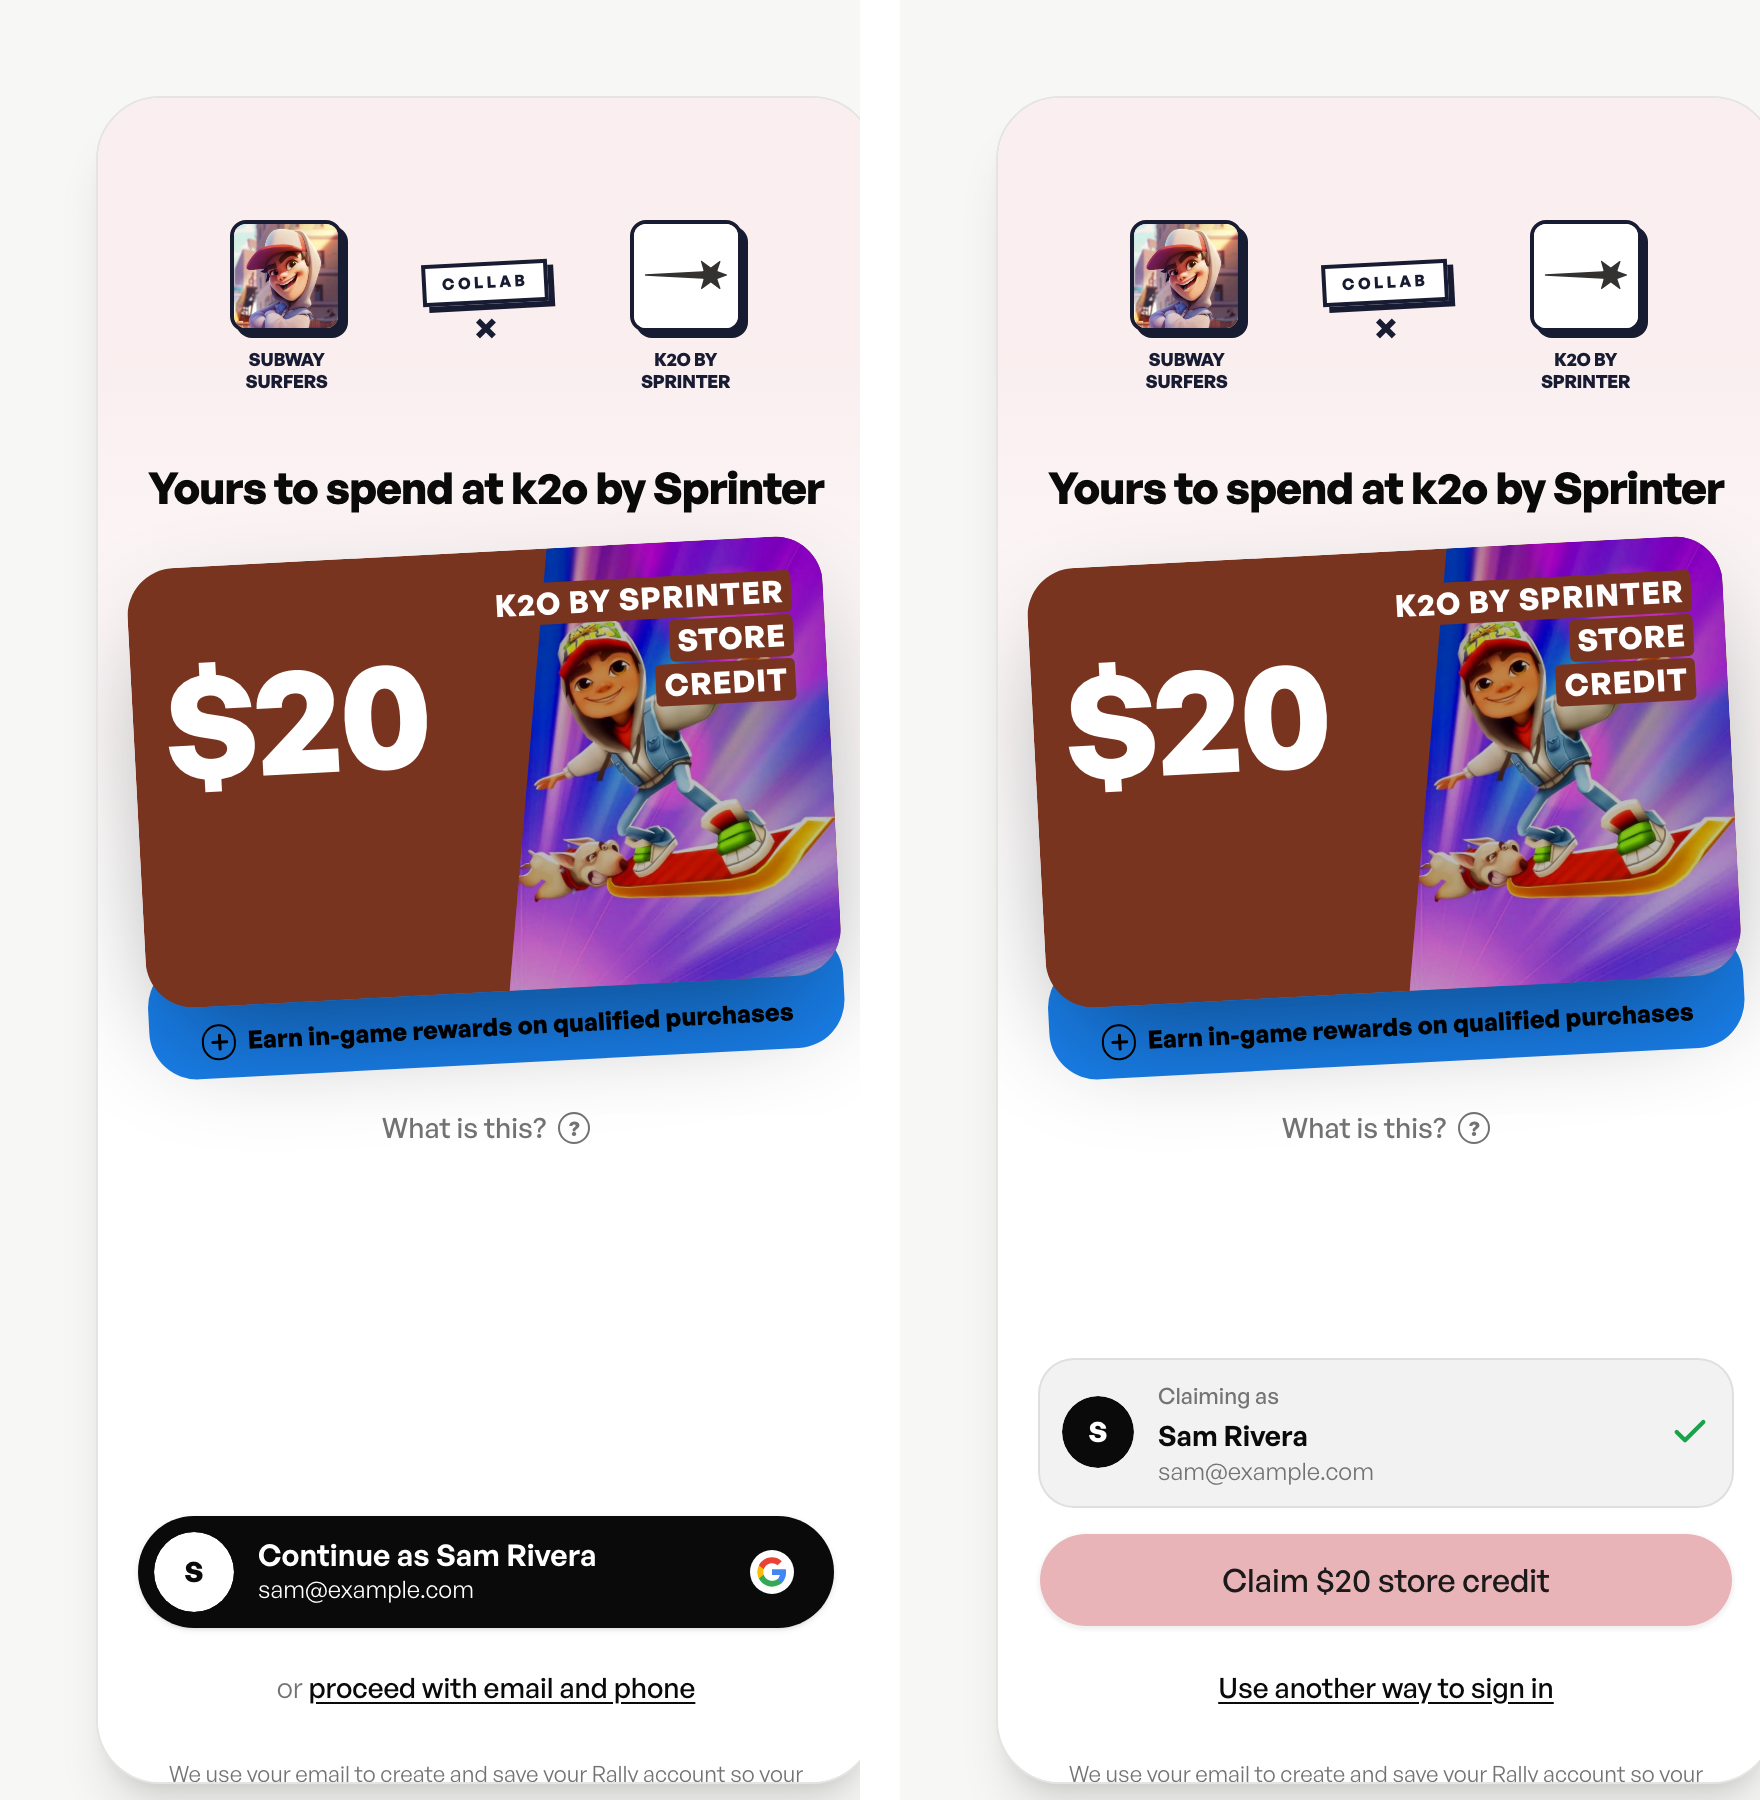 COLLAB
SUBWAY
SURFERS
K2O BY
SPRINTER
Yours to spend at k2o by Sprinter
K2O BY SPRINTER
STORE
CREDIT
$20
Earn in-game rewards on qualified purchases
What is this? ?
S
Continue as Sam Rivera
sam@example.com
or proceed with email and phone
We use your email to create and save your Rally account so your
COLLAB
SUBWAY
SURFERS
K2O BY
SPRINTER
Yours to spend at k2o by Sprinter
K2O BY SPRINTER
STORE
CREDIT
$20
Earn in-game rewards on qualified purchases
What is this? ?
Claiming as
S
Sam Rivera
sam@example.com
Claim $20 store credit
Use another way to sign in
We use your email to create and save your Rally account so your